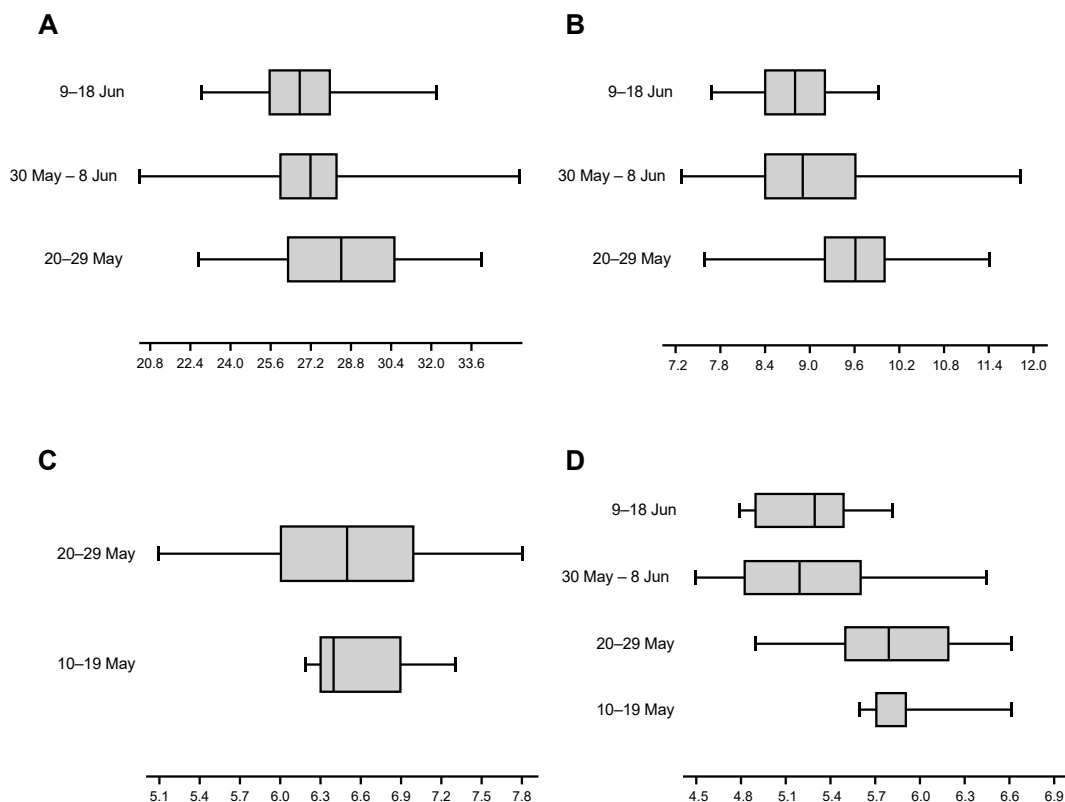 A
9–18 Jun
30 May – 8 Jun
20–29 May
20.8 22.4 24.0 25.6 27.2 28.8 30.4 32.0 33.6
B
9–18 Jun
30 May – 8 Jun
20–29 May
7.2 7.8 8.4 9.0 9.6 10.2 10.8 11.4 12.0
C
20–29 May
10–19 May
5.1 5.4 5.7 6.0 6.3 6.6 6.9 7.2 7.5 7.8
D
9–18 Jun
30 May – 8 Jun
20–29 May
10–19 May
4.5 4.8 5.1 5.4 5.7 6.0 6.3 6.6 6.9